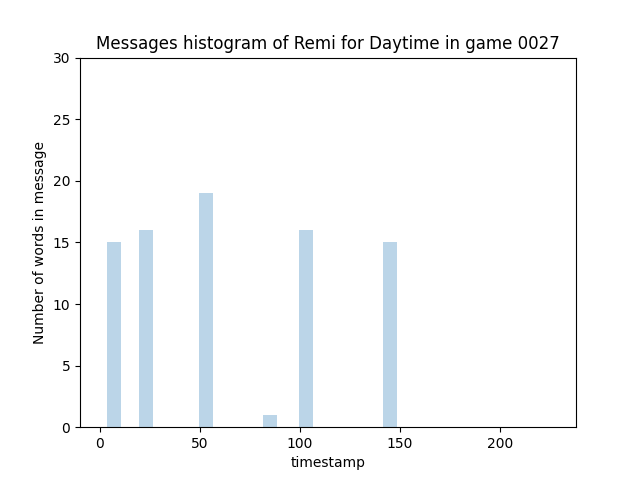 Messages histogram of Remi for Daytime in game 0027
Number of words in message
30
25
20
15
10
5
0
0 50 100 150 200
timestamp